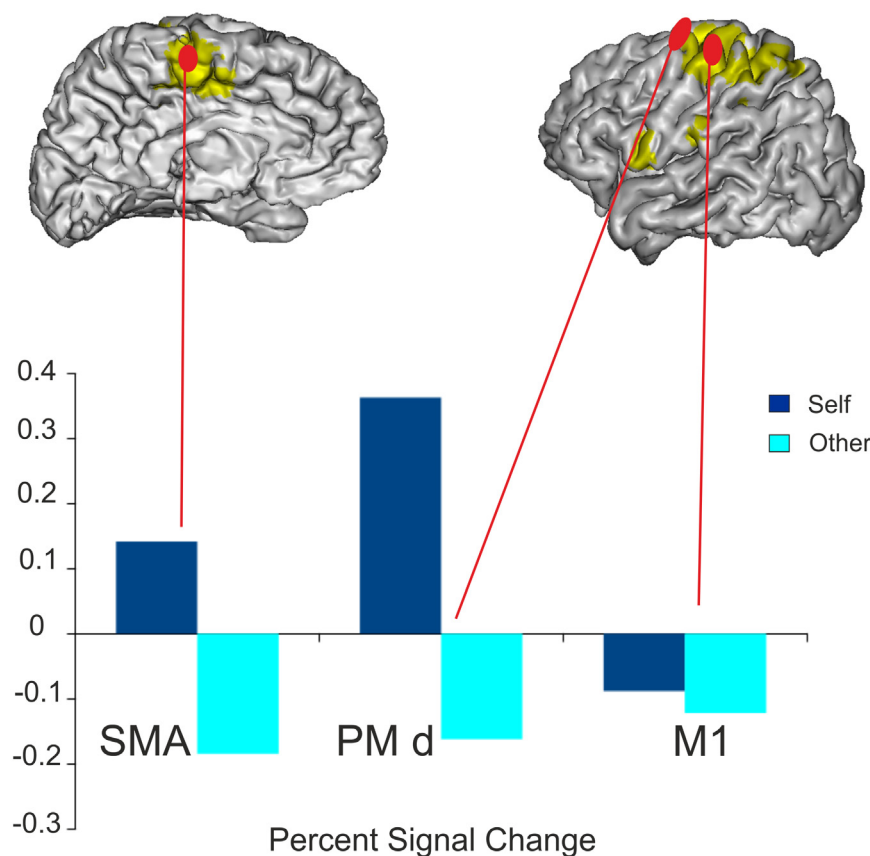 0.4
0.3
0.2
0.1
0
-0.1
-0.2
-0.3
Self
Other
SMA
PM d
M1
Percent Signal Change